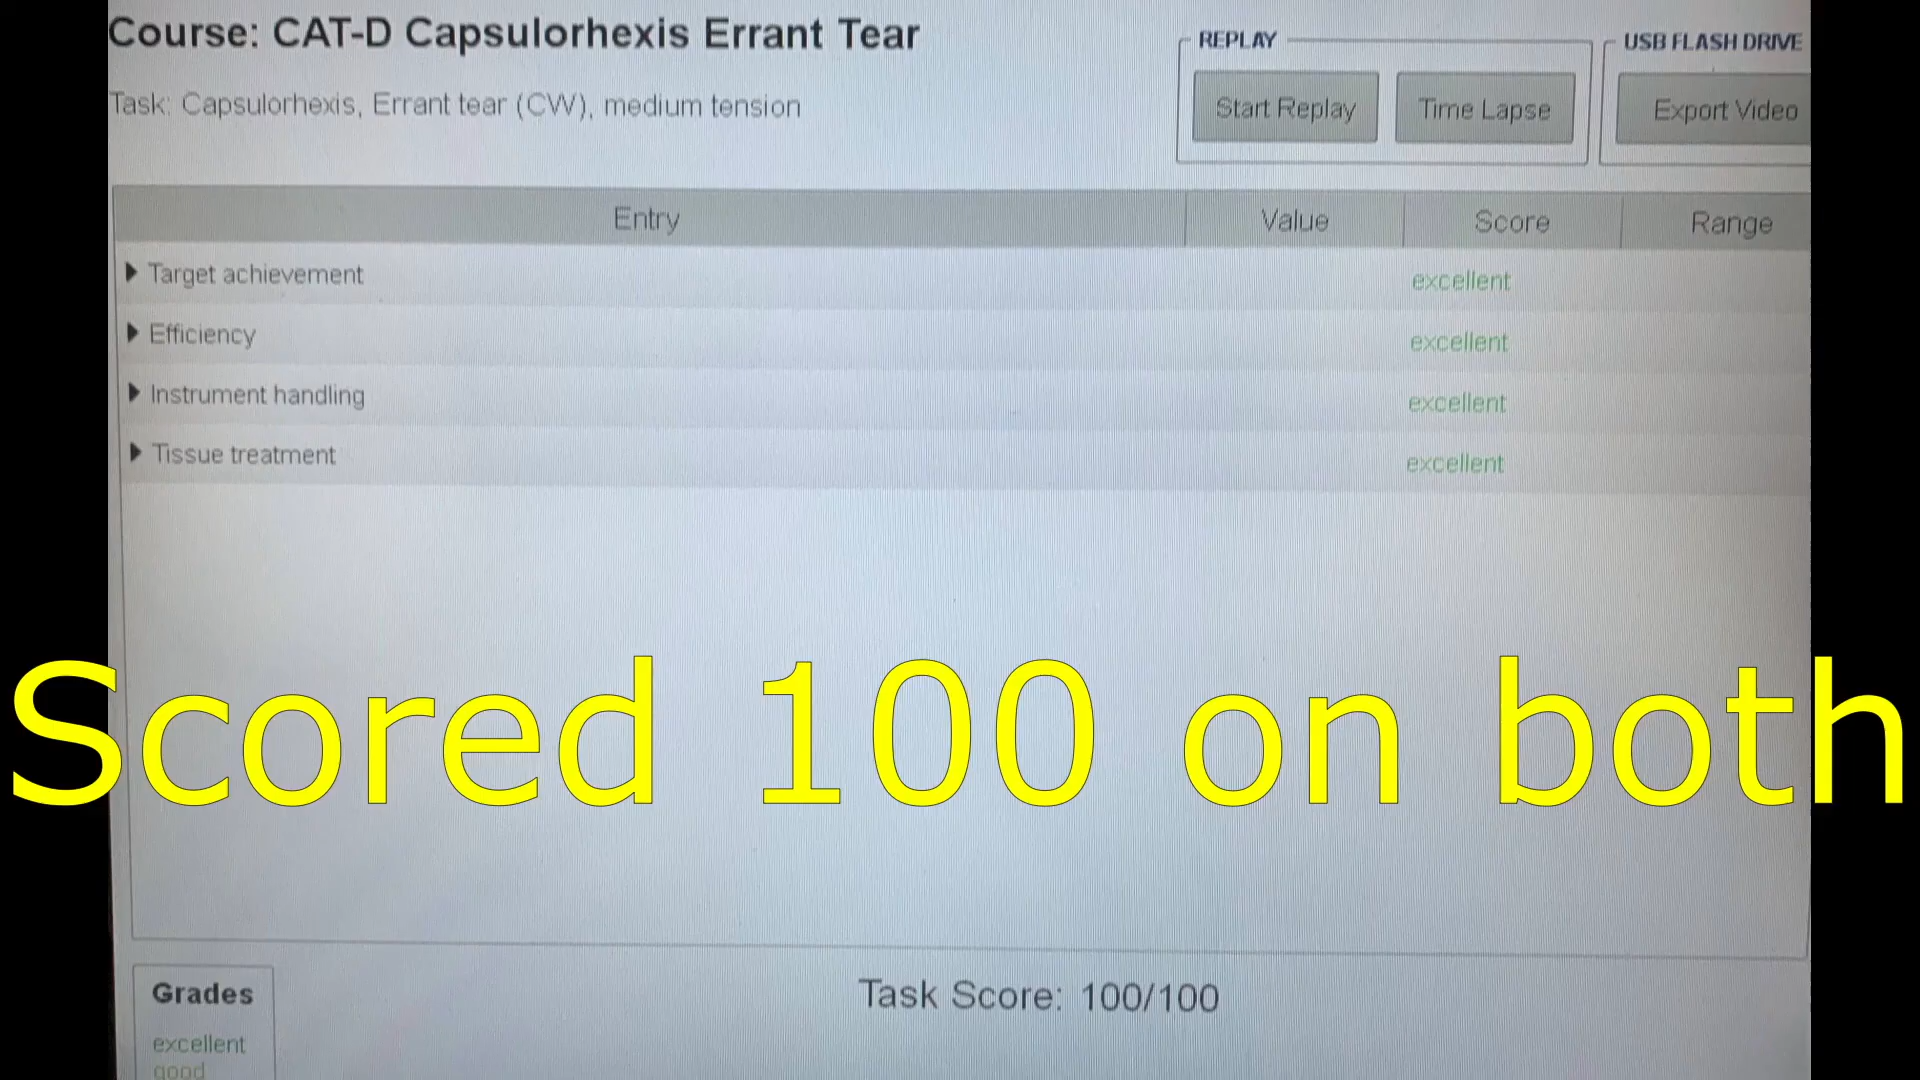 Course: CAT-D Capsulorhexis Errant Tear
REPLAY
USB FLASH DRIVE
Task: Capsulorhexis, Errant tear (CW), medium tension
Start Replay
Time Lapse
Export Video
Entry Value Score Range
Target achievement excellent
Efficiency excellent
Instrument handling excellent
Tissue treatment excellent
Scored 100 on both
Grades
Task Score: 100/100
excellent
good